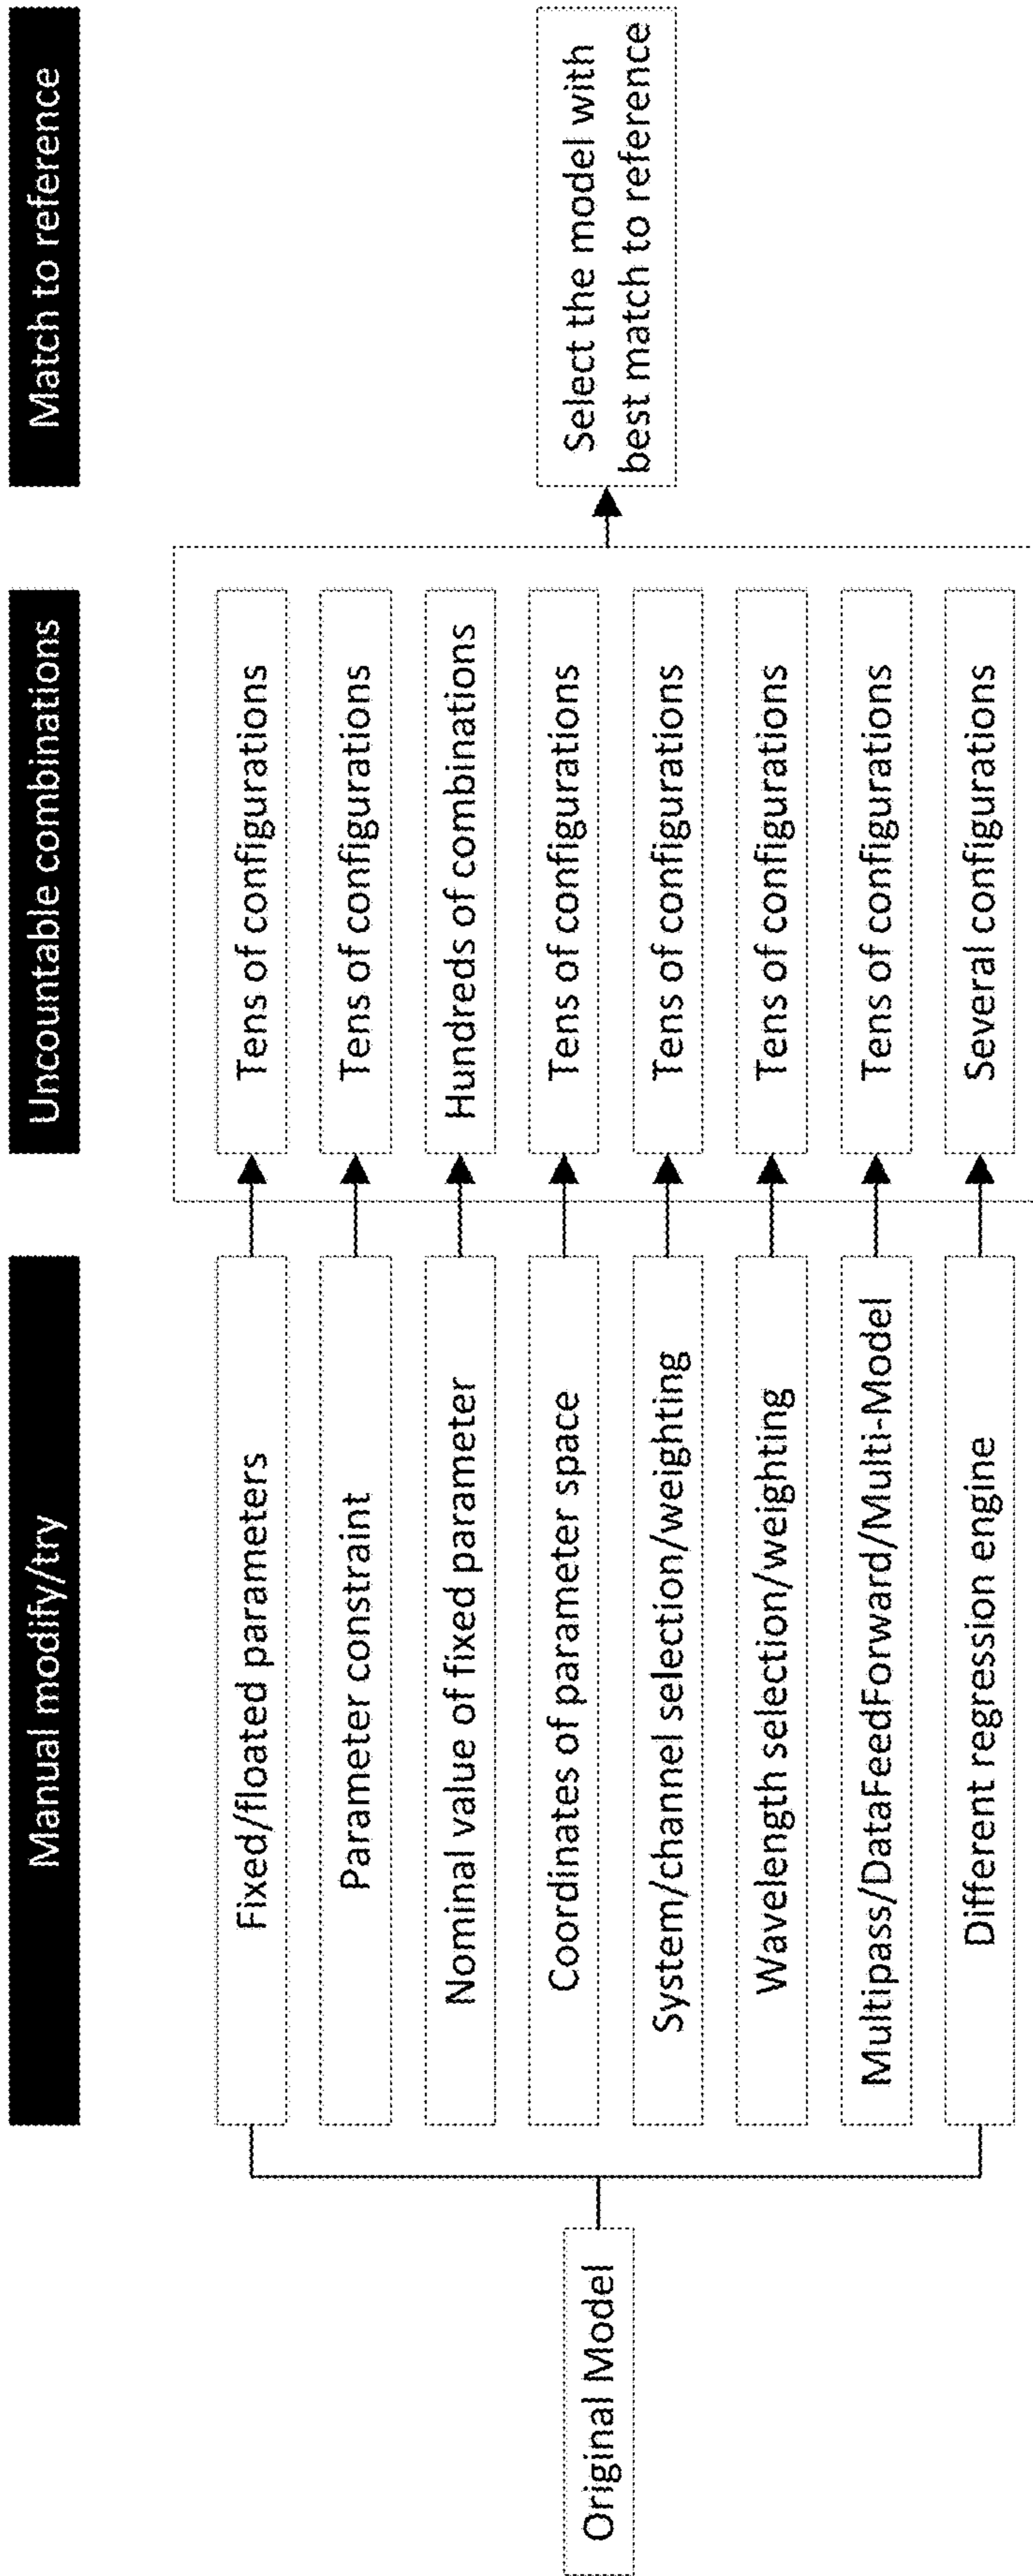 Manual modify/try
Uncountable combinations
Match to reference
Original Model
Fixed/floated parameters
Tens of configurations
Parameter constraint
Tens of configurations
Nominal value of fixed parameter
Hundreds of combinations
Coordinates of parameter space
Tens of configurations
System/channel selection/weighting
Tens of configurations
Wavelength selection/weighting
Tens of configurations
Multipass/DataFeedForward/Multi-Model
Tens of configurations
Different regression engine
Several configurations
Select the model with
best match to reference